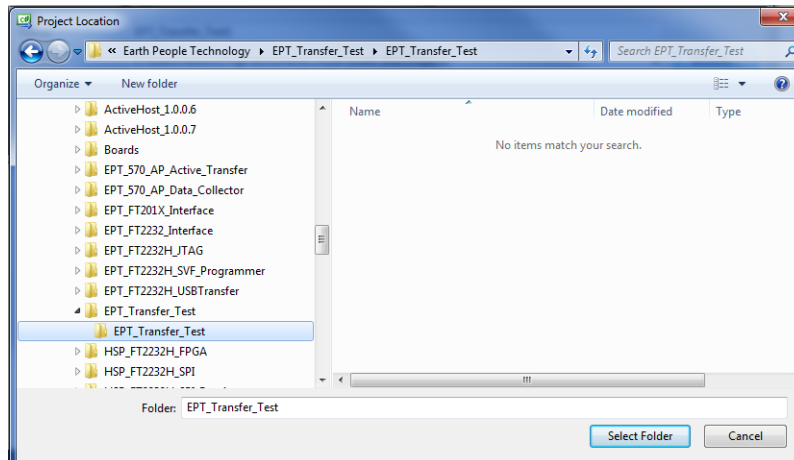 Project Location
« Earth People Technology EPT_Transfer_Test EPT_Transfer_Test Search EPT_Transfer_Test
Organize New folder
Name Date modified Type
No items match your search.
ActiveHost_1.0.0.6
ActiveHost_1.0.0.7
Boards
EPT_570_AP_Active_Transfer
EPT_570_AP_Data_Collector
EPT_FT201X_Interface
EPT_FT2232_Interface
EPT_FT2232H_JTAG
EPT_FT2232H_SVF_Programmer
EPT_FT2232H_USBTransfer
EPT_Transfer_Test
EPT_Transfer_Test
HSP_FT2232H_FPGA
HSP_FT2232H_SPI
Folder: EPT_Transfer_Test
Select Folder Cancel